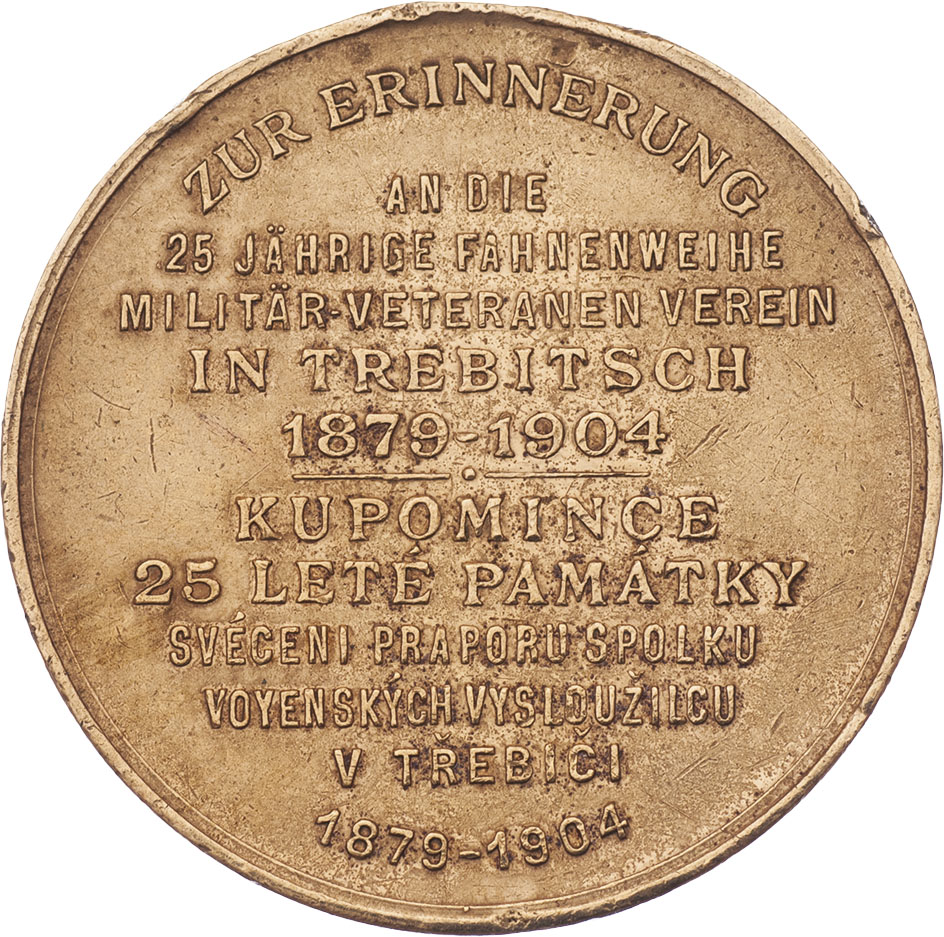 ZUR ERINNERUNG
AN DIE
25 JÄHRIGE FAHNENWEIHE
MILITÄR-VETERANEN VEREIN
IN TREBITSCH
1879-1904
KUPOMINCE
25 LETÉ PAMÁTKY
SVÉCENI PRAPORU SPOLKU
VOYENSKÝCH VYSLOUŽILCU
V TŘEBIČI
1879-1904